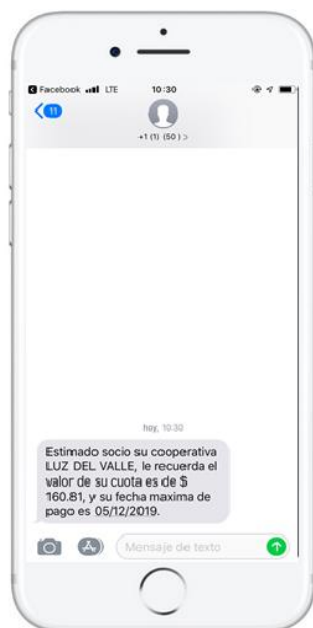 Facebook LTE 10:30
11
+1 (1) (50 ) >
hoy, 10:30
Estimado socio su cooperativa
LUZ DEL VALLE, le recuerda el
valor de su cuota es de $
160.81, y su fecha maxima de
pago es 05/12/2019.
Mensaje de texto